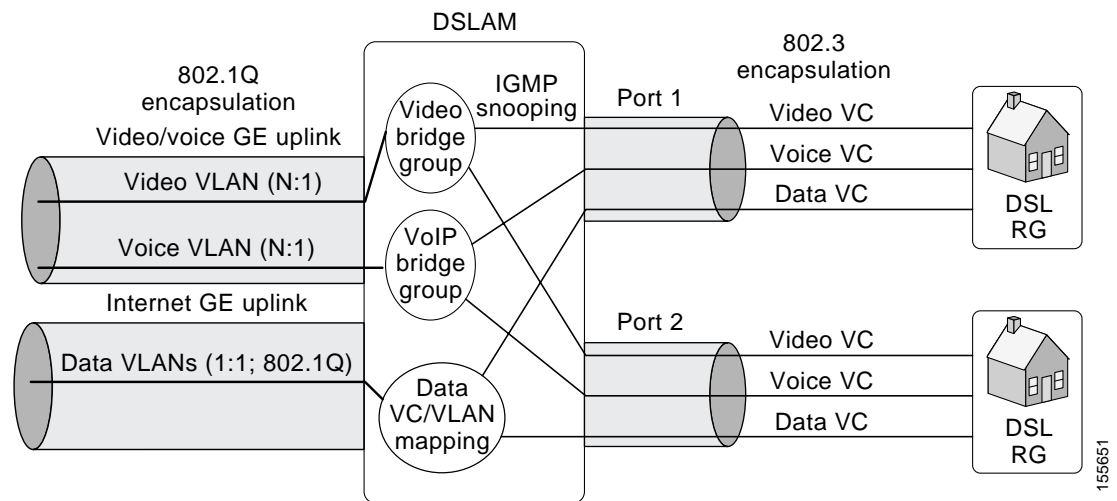 DSLAM
802.1Q
encapsulation
Video/voice GE uplink
Video VLAN (N:1)
Voice VLAN (N:1)
Internet GE uplink
Data VLANs (1:1; 802.1Q)
Video
bridge
group
IGMP
snooping
VoIP
bridge
group
Data
VC/VLAN
mapping
802.3
encapsulation
Port 1
Video VC
Voice VC
Data VC
DSL
RG
Port 2
Video VC
Voice VC
Data VC
DSL
RG
155651